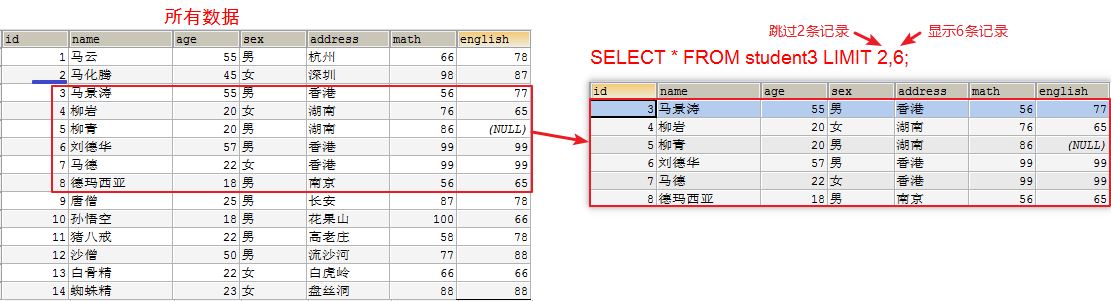 所有数据
id name age sex address math english
1 马云 55 男 杭州 66 78
2 马化腾 45 女 深圳 98 87
3 马景涛 55 男 香港 56 77
4 柳岩 20 女 湖南 76 65
5 柳青 20 男 湖南 86 (NULL)
6 刘德华 57 男 香港 99 99
7 马德 22 女 香港 99 99
8 德玛西亚 18 男 南京 56 65
9 唐僧 25 男 长安 87 78
10 孙悟空 18 男 花果山 100 66
11 猪八戒 22 男 高老庄 58 78
12 沙僧 50 男 流沙河 77 88
13 白骨精 22 女 白虎岭 66 66
14 蜘蛛精 23 女 盘丝洞 88 88
跳过2条记录 显示6条记录
SELECT * FROM student3 LIMIT 2,6;
id name age sex address math english
3 马景涛 55 男 香港 56 77
4 柳岩 20 女 湖南 76 65
5 柳青 20 男 湖南 86 (NULL)
6 刘德华 57 男 香港 99 99
7 马德 22 女 香港 99 99
8 德玛西亚 18 男 南京 56 65